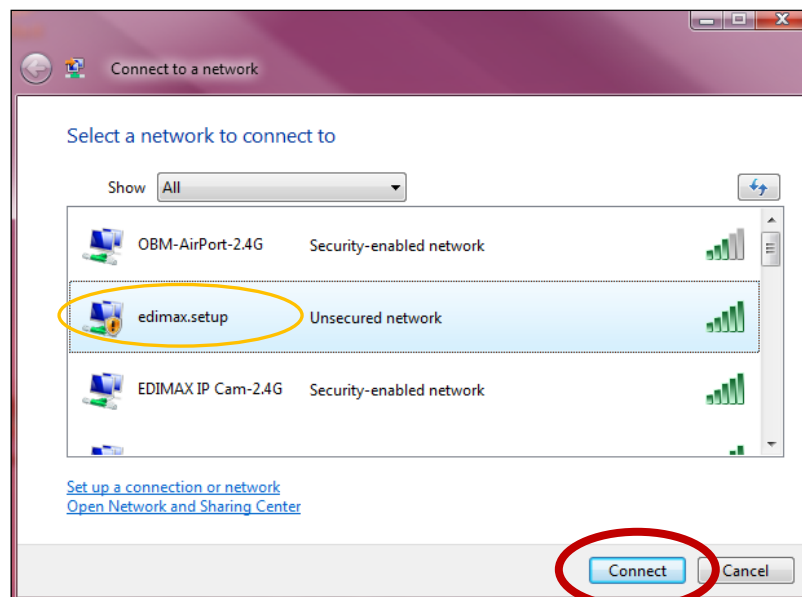 Connect to a network
Select a network to connect to
Show All
OBM-AirPort-2.4G Security-enabled network
edimax.setup Unsecured network
EDIMAX IP Cam-2.4G Security-enabled network
Set up a connection or network
Open Network and Sharing Center
Connect Cancel